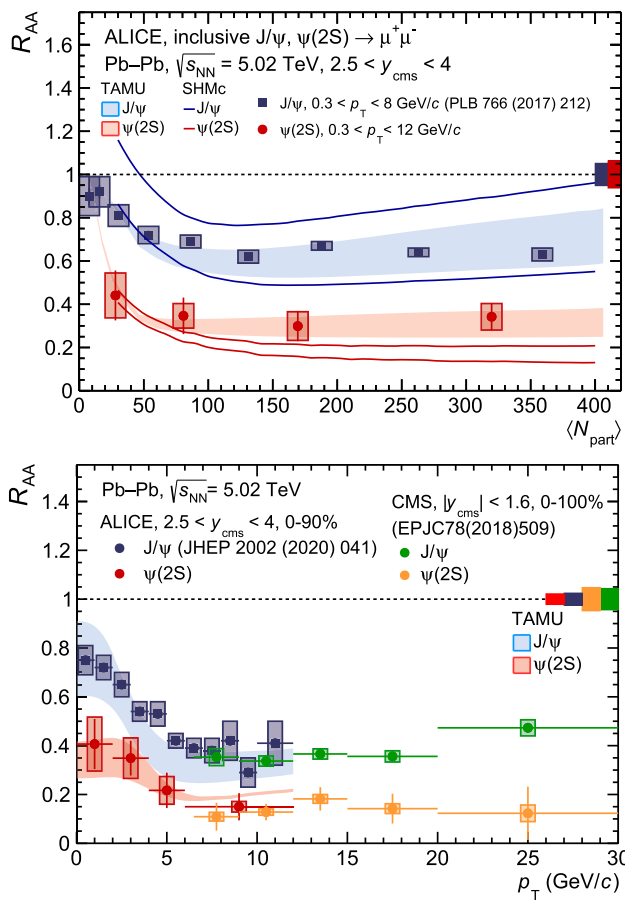 R_AA
ALICE, inclusive J/ψ, ψ(2S) → μ⁺μ⁻
Pb–Pb, √s_NN = 5.02 TeV, 2.5 < y_cms < 4
TAMU SHMc
J/ψ J/ψ J/ψ, 0.3 < p_T < 8 GeV/c (PLB 766 (2017) 212)
ψ(2S) ψ(2S) ψ(2S), 0.3 < p_T < 12 GeV/c
1.6
1.4
1.2
1
0.8
0.6
0.4
0.2
0
0 50 100 150 200 250 300 350 400
⟨N_part⟩
R_AA
Pb–Pb, √s_NN = 5.02 TeV
ALICE, 2.5 < y_cms < 4, 0-90%
J/ψ (JHEP 2002 (2020) 041)
ψ(2S)
CMS, |y_cms| < 1.6, 0-100%
(EPJC78(2018)509)
J/ψ
ψ(2S)
TAMU
J/ψ
ψ(2S)
1.4
1.2
1
0.8
0.6
0.4
0.2
0
0 5 10 15 20 25 30
p_T (GeV/c)